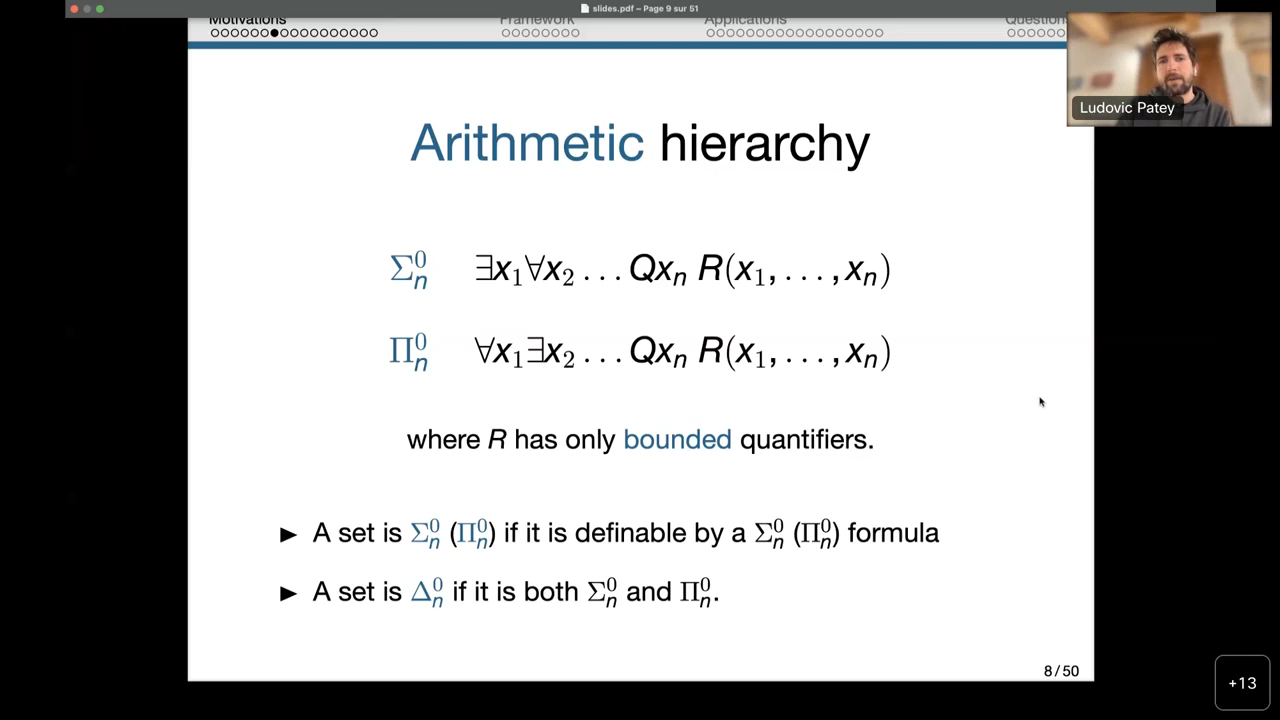 slides.pdf – Page 9 sur 51
Motivations Framework Applications Question
Ludovic Patey
Arithmetic hierarchy
Σ⁰ₙ ∃x₁∀x₂ … Qxₙ R(x₁, …, xₙ)
Π⁰ₙ ∀x₁∃x₂ … Qxₙ R(x₁, …, xₙ)
where R has only bounded quantifiers.
► A set is Σ⁰ₙ (Π⁰ₙ) if it is definable by a Σ⁰ₙ (Π⁰ₙ) formula
► A set is Δ⁰ₙ if it is both Σ⁰ₙ and Π⁰ₙ.
8 / 50
+13